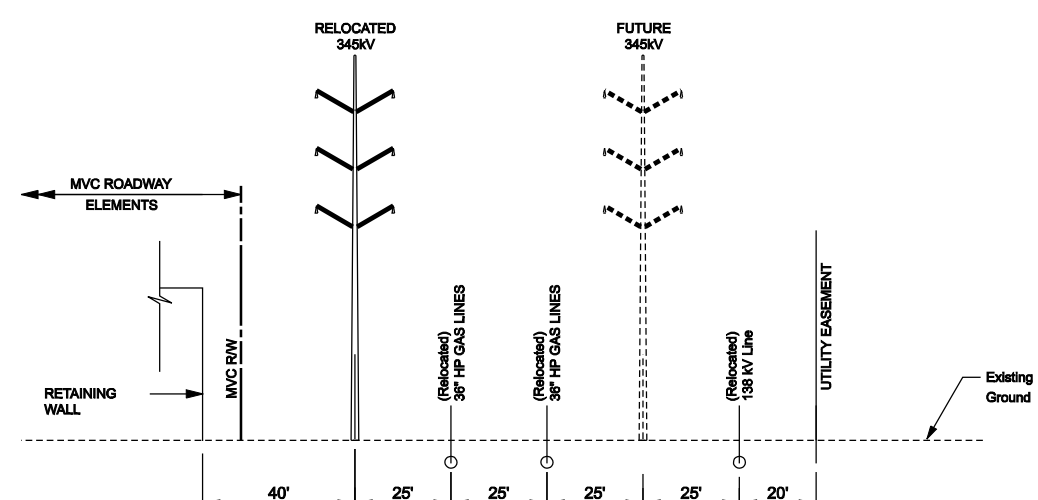 RELOCATED
345kV
FUTURE
345kV
MVC ROADWAY
ELEMENTS
MVC R/W
RETAINING
WALL
(Relocated)
36" HP GAS LINES
(Relocated)
36" HP GAS LINES
(Relocated)
138 kV Line
UTILITY EASEMENT
Existing
Ground
40' 25' 25' 25' 25' 20'